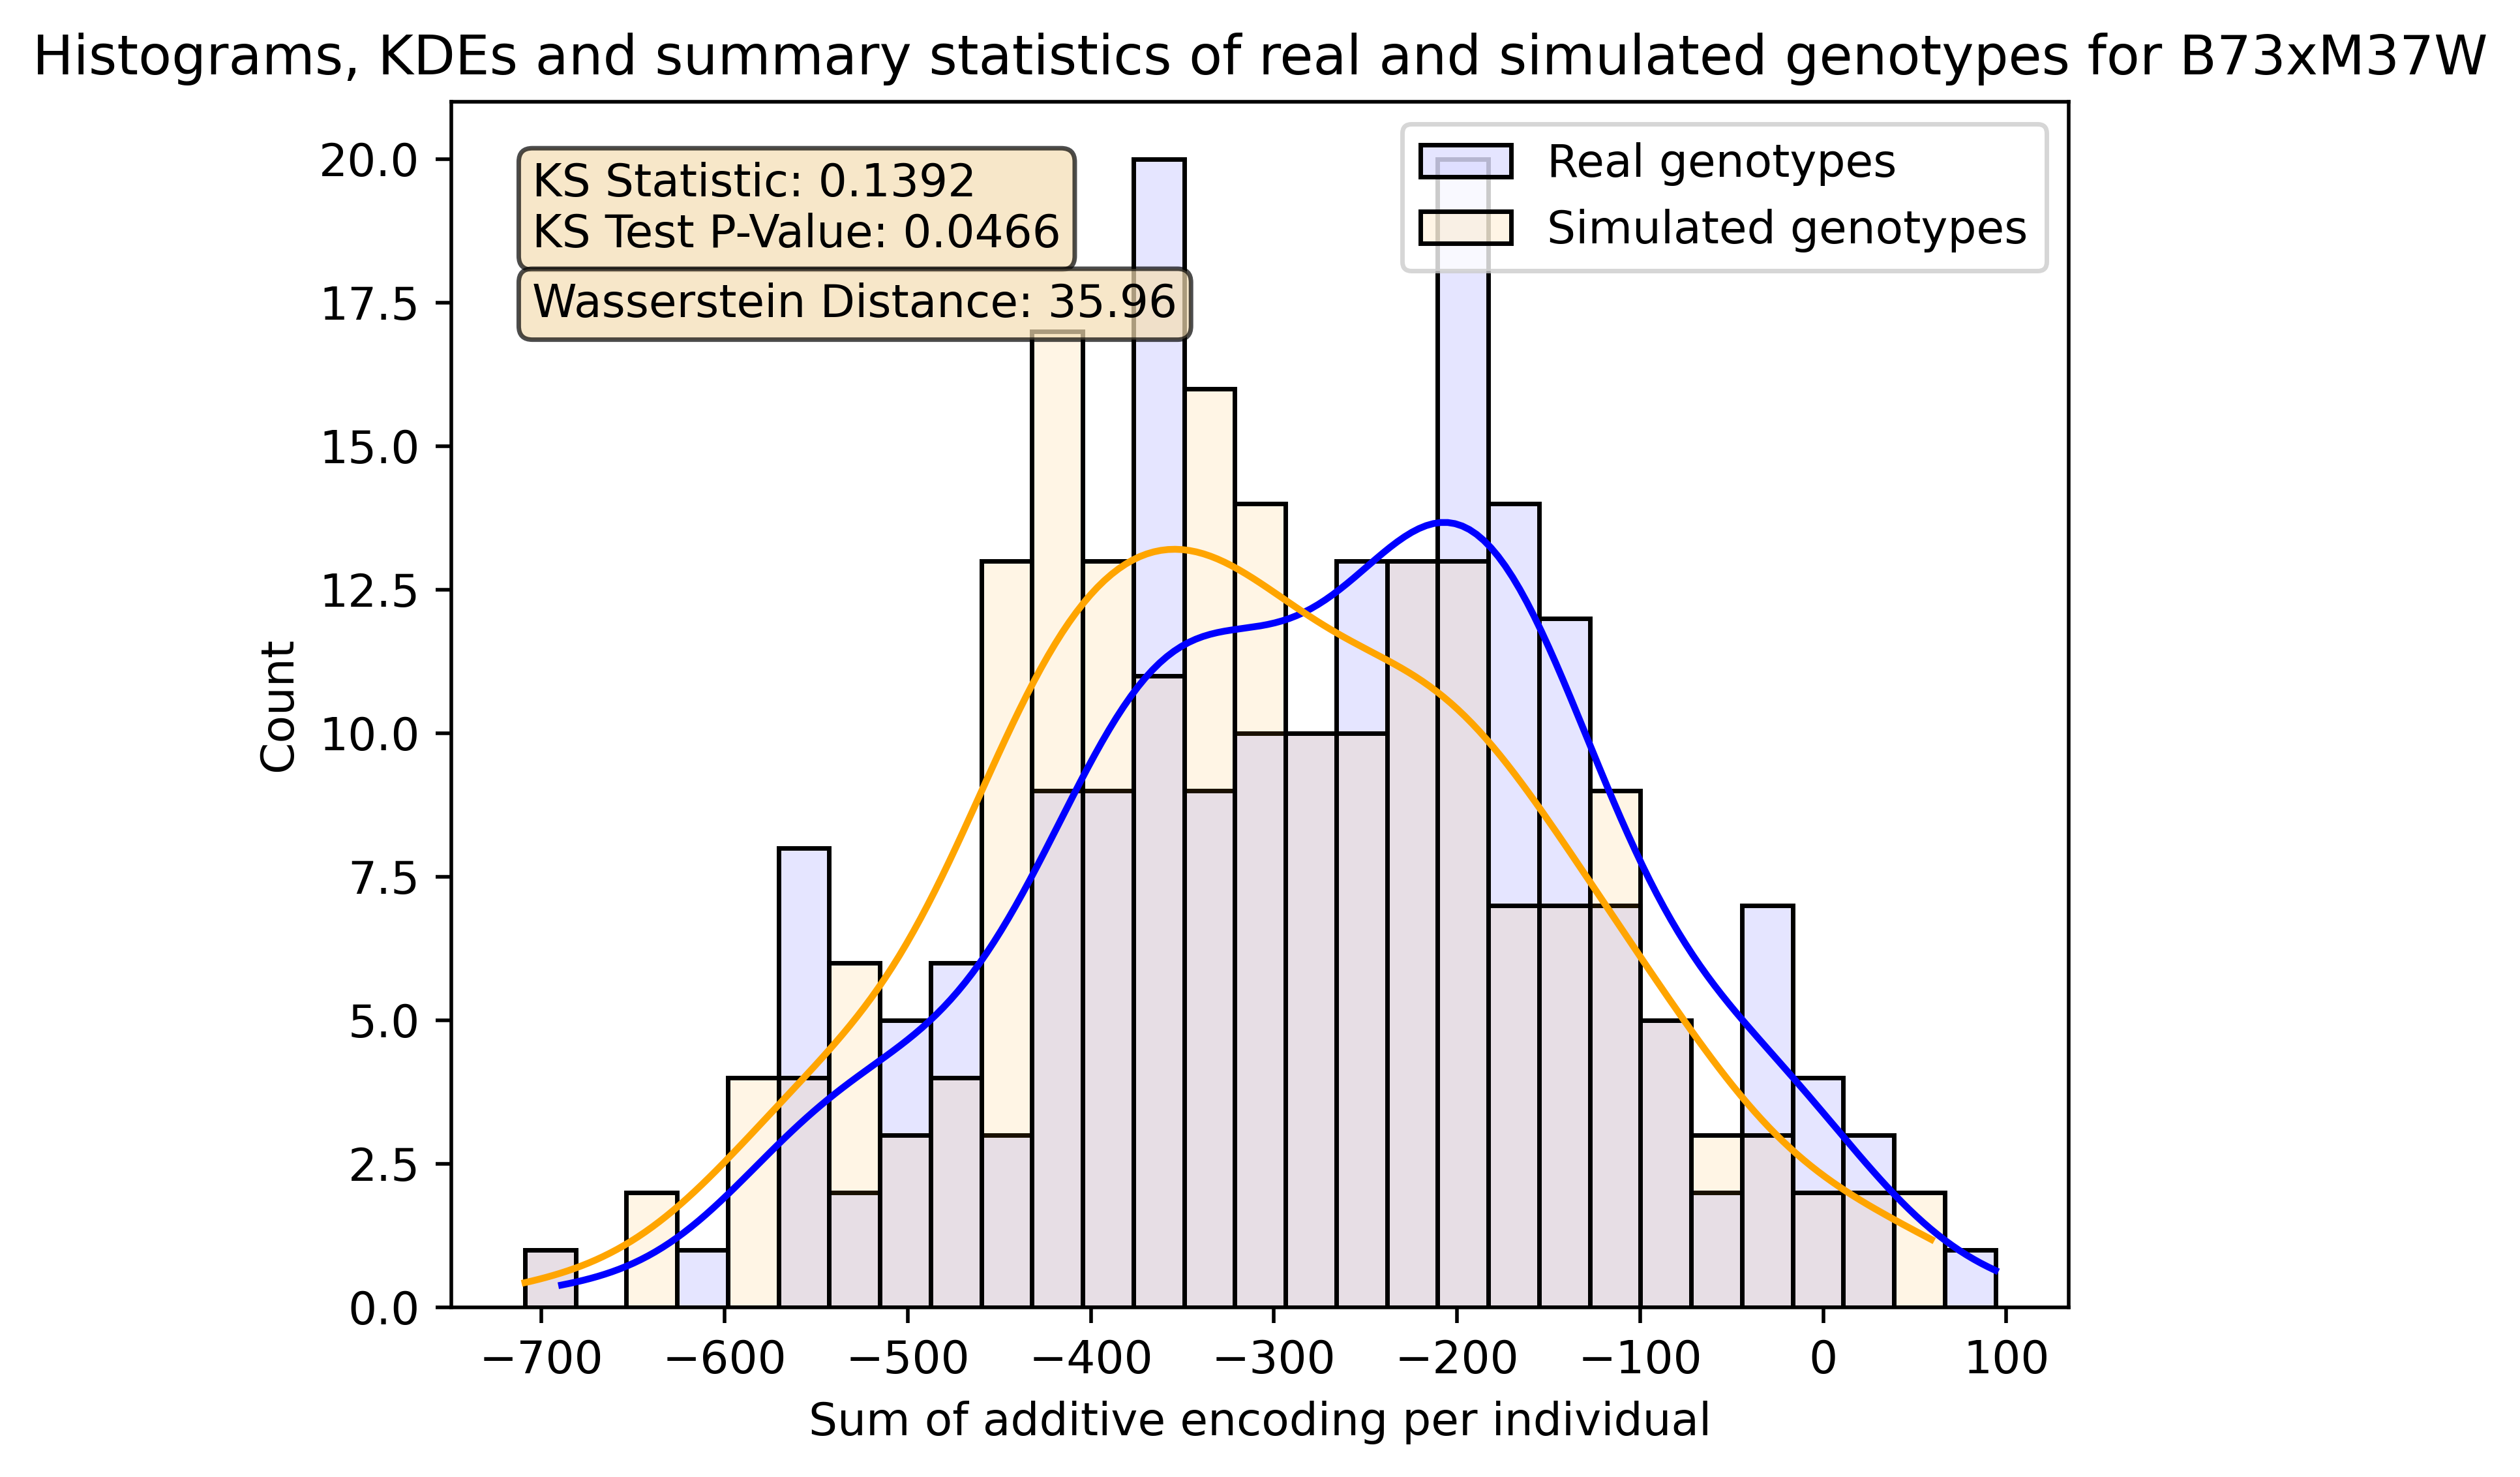 Histograms, KDEs and summary statistics of real and simulated genotypes for B73xM37W
KS Statistic: 0.1392
KS Test P-Value: 0.0466
Wasserstein Distance: 35.96
Real genotypes
Simulated genotypes
20.0
17.5
15.0
12.5
10.0
7.5
5.0
2.5
0.0
Count
−700 −600 −500 −400 −300 −200 −100 0 100
Sum of additive encoding per individual